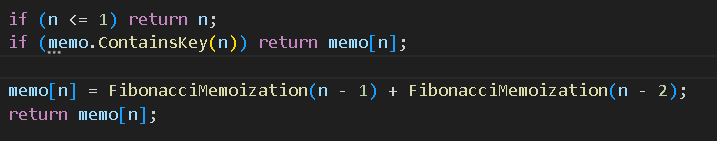 if (n <= 1) return n;
if (memo.ContainsKey(n)) return memo[n];
memo[n] = FibonacciMemoization(n - 1) + FibonacciMemoization(n - 2);
return memo[n];